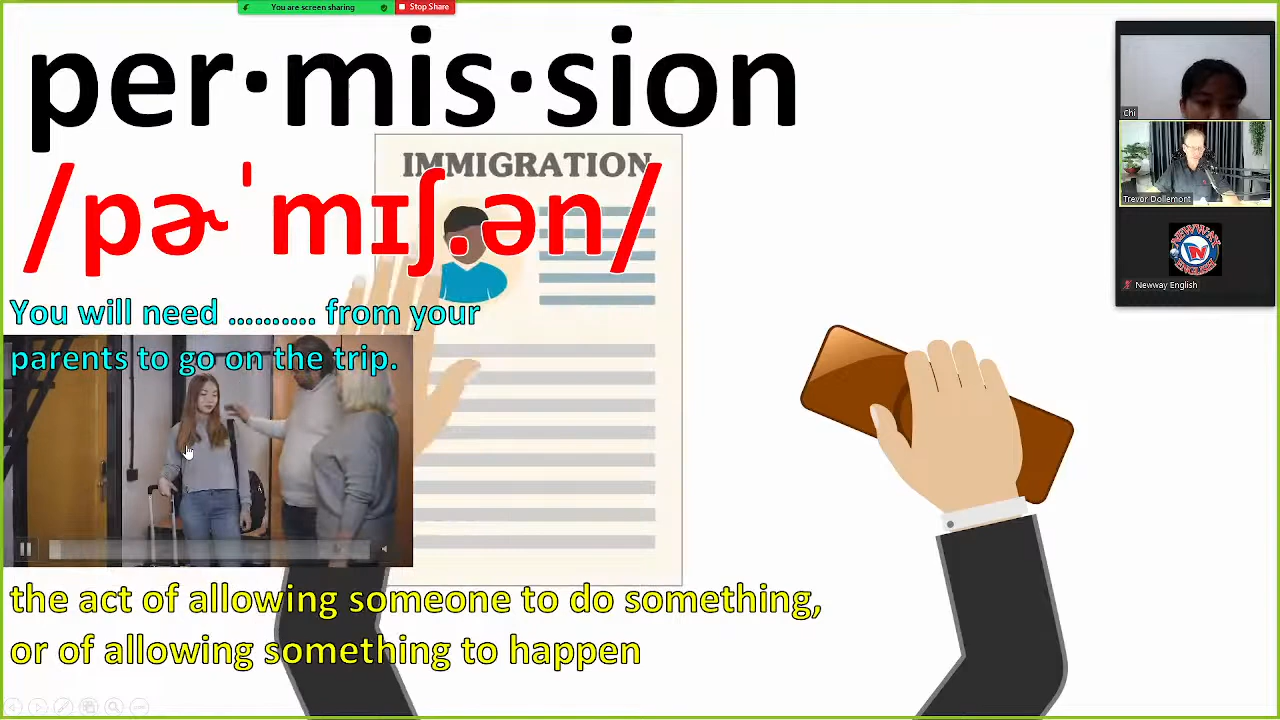 You are screen sharing
Stop Share
per·mis·sion
IMMIGRATION
/pɚˈmɪʃ.ən/
You will need .......... from your
parents to go on the trip.
the act of allowing someone to do something,
or of allowing something to happen
Chi
Trevor Dollemont
NEWWAY
N
ENGLISH
Newway English